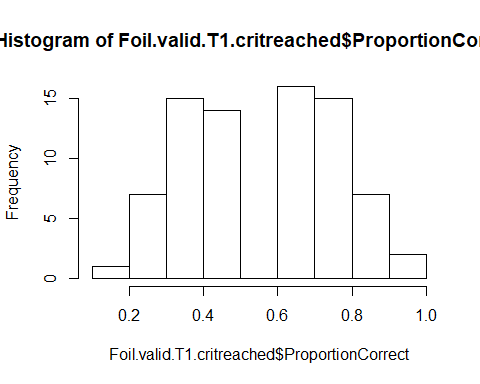 Histogram of Foil.valid.T1.critreached$ProportionCor
15
10
5
0
Frequency
0.2 0.4 0.6 0.8 1.0
Foil.valid.T1.critreached$ProportionCorrect